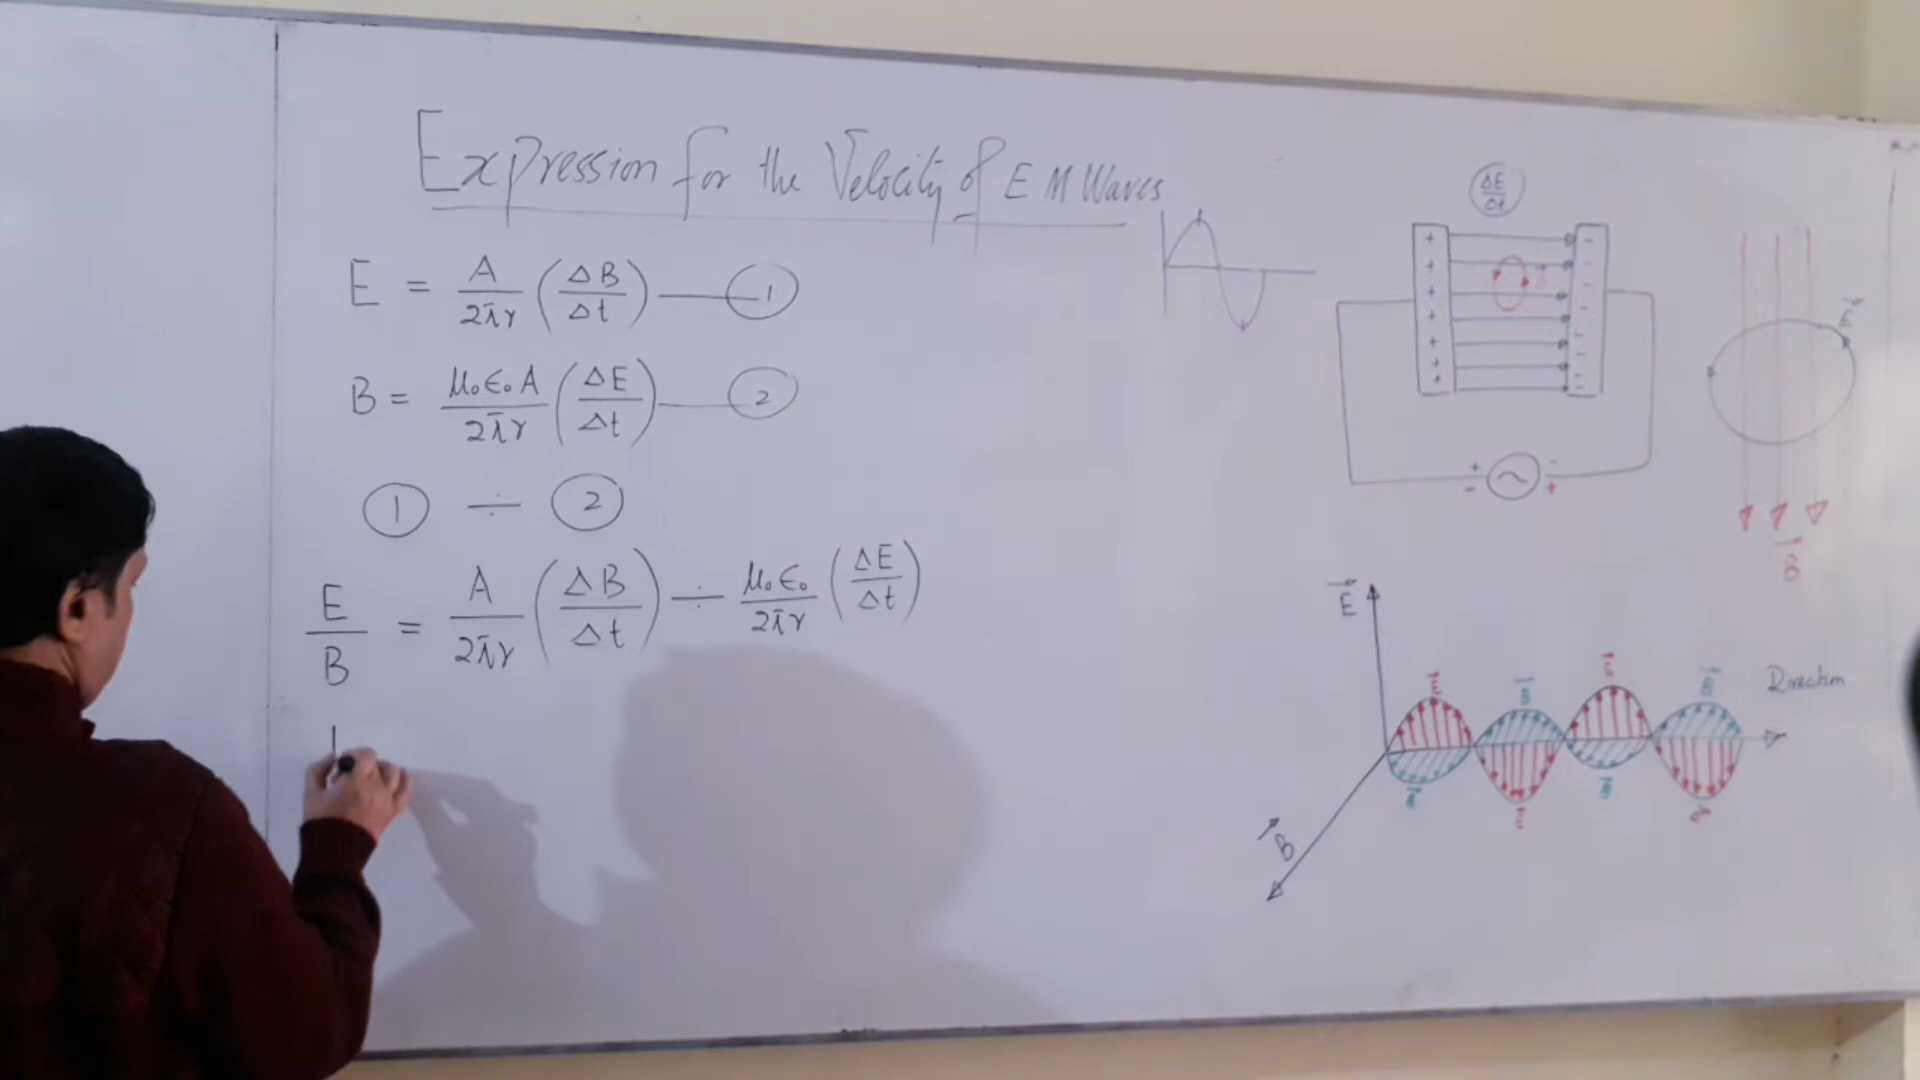 Expression for the Velocity of E M Waves
E = A/2πr (ΔB/Δt) — ①
B = μ₀ε₀A/2πr (ΔE/Δt) — ②
① ÷ ②
E/B = A/2πr (ΔB/Δt) ÷ μ₀ε₀/2πr (ΔE/Δt)
ΔE/Δt
+ -
+ -
+ -
+ -
+ -
+ -
+ -
+ -
- +
B⃗
E⃗
E⃗ B⃗ E⃗ B⃗ Direction
B⃗ E⃗ B⃗ E⃗
B⃗